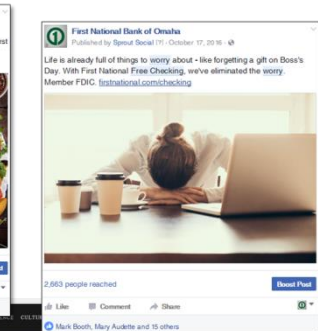 First National Bank of Omaha
Published by Sprout Social [?] · October 17, 2016 ·
Life is already full of things to worry about - like forgetting a gift on Boss's
Day. With First National Free Checking, we've eliminated the worry.
Member FDIC. firstnational.com/checking
2,663 people reached
Boost Post
Like Comment Share
Mark Booth, Mary Audette and 15 others